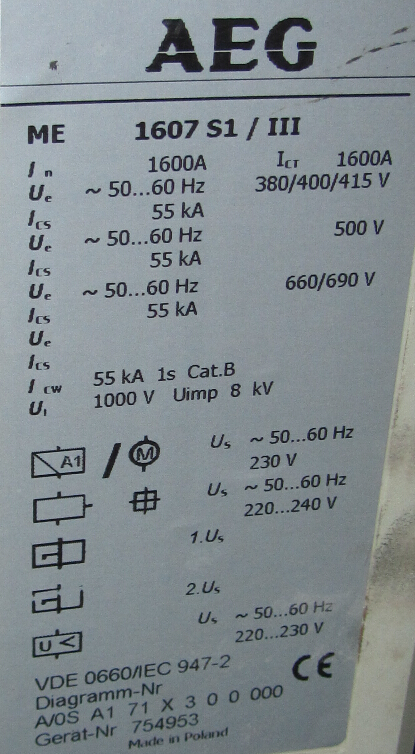 AEG
ME 1607 S1 / III
In 1600A ICT 1600A
Ue ~ 50...60 Hz 380/400/415 V
Ics 55 kA
Ue ~ 50...60 Hz 500 V
Ics 55 kA
Ue ~ 50...60 Hz 660/690 V
Ics 55 kA
Ue
Ics
Icw 55 kA 1s Cat.B
Ui 1000 V Uimp 8 kV
A1 / M Us ~ 50...60 Hz
230 V
Us ~ 50...60 Hz
220...240 V
1.Us
2.Us
U< Us ~ 50...60 Hz
220...230 V
VDE 0660/IEC 947-2 CE
Diagramm-Nr
A/0S A1 71 X 3 0 0 000
Gerät-Nr 754953
Made in Poland